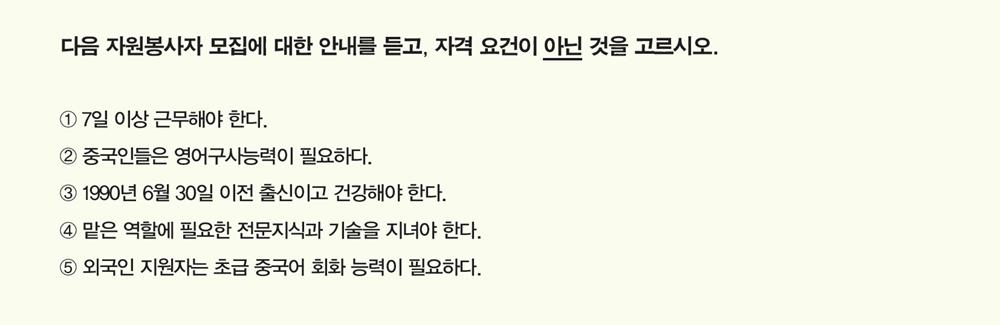 다음 자원봉사자 모집에 대한 안내를 듣고, 자격 요건이 아닌 것을 고르시오.
① 7일 이상 근무해야 한다.
② 중국인들은 영어구사능력이 필요하다.
③ 1990년 6월 30일 이전 출신이고 건강해야 한다.
④ 맡은 역할에 필요한 전문지식과 기술을 지녀야 한다.
⑤ 외국인 지원자는 초급 중국어 회화 능력이 필요하다.